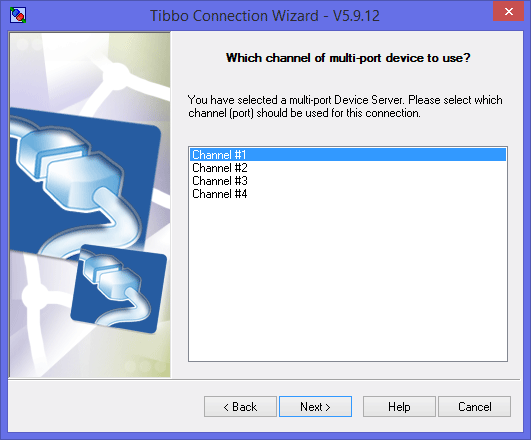 Tibbo Connection Wizard - V5.9.12
Which channel of multi-port device to use?
You have selected a multi-port Device Server. Please select which
channel (port) should be used for this connection.
Channel #1
Channel #2
Channel #3
Channel #4
< Back
Next >
Help
Cancel